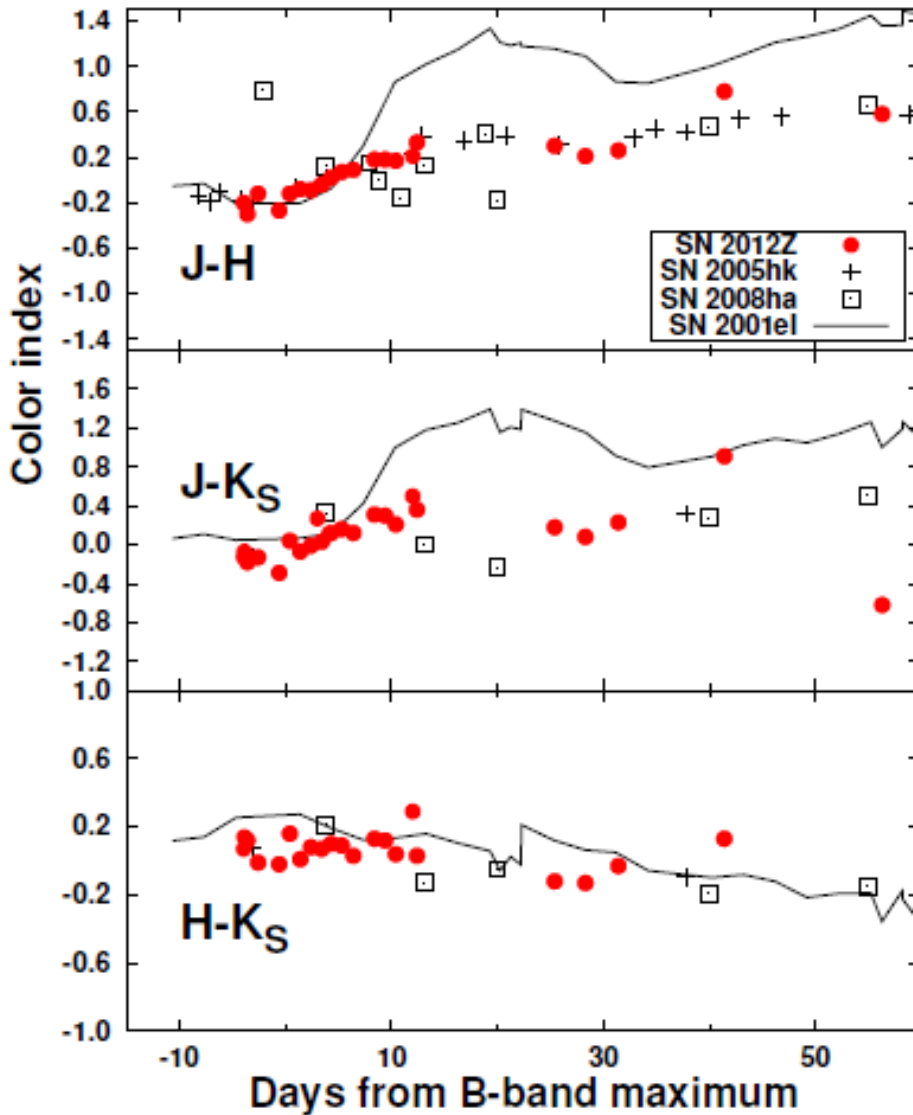 Color index
1.4
1.0
0.6
0.2
-0.2
-0.6
-1.0
-1.4
J-H
SN 2012Z
SN 2005hk
SN 2008ha
SN 2001el
1.6
1.2
0.8
0.4
0.0
-0.4
-0.8
-1.2
J-KS
1.0
0.6
0.2
-0.2
-0.6
-1.0
H-KS
-10 10 30 50
Days from B-band maximum